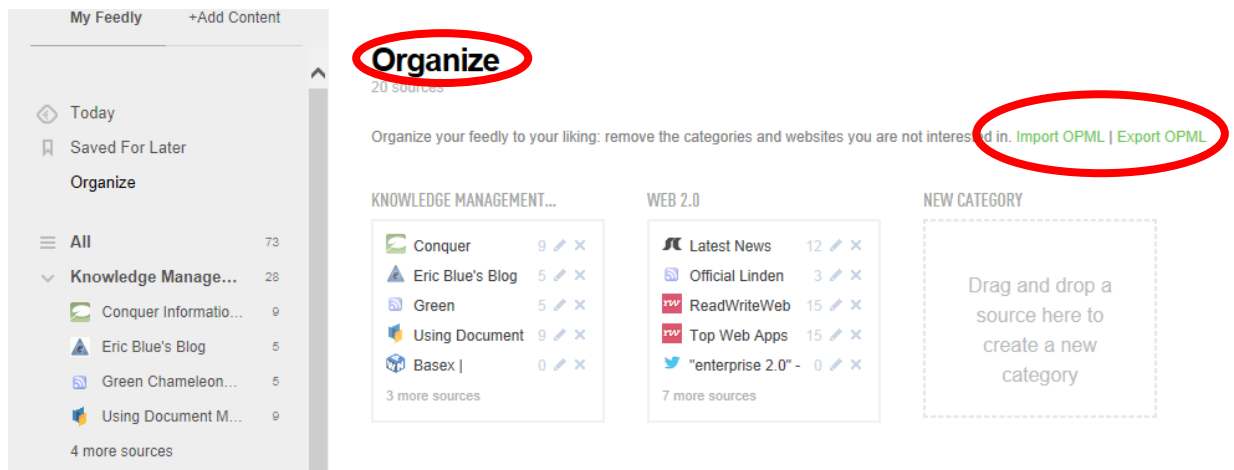 My Feedly +Add Content
Today
Saved For Later
Organize
All 73
Knowledge Manage... 28
Conquer Informatio... 9
Eric Blue's Blog 5
Green Chameleon... 5
Using Document M... 9
4 more sources
Organize
20 sources
Organize your feedly to your liking: remove the categories and websites you are not interested in. Import OPML | Export OPML
KNOWLEDGE MANAGEMENT...
Conquer 9
Eric Blue's Blog 5
Green 5
Using Document 9
Basex | 0
3 more sources
WEB 2.0
Latest News 12
Official Linden 3
rw ReadWriteWeb 15
rw Top Web Apps 15
"enterprise 2.0" - 0
7 more sources
NEW CATEGORY
Drag and drop a
source here to
create a new
category